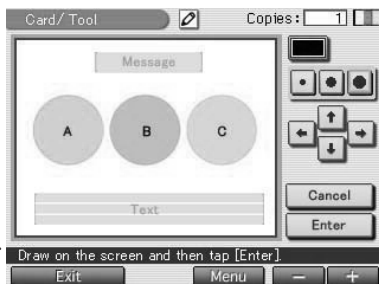 Card/Tool
Copies: 1
Message
A B C
Text
Cancel
Enter
Draw on the screen and then tap [Enter].
Exit Menu − +